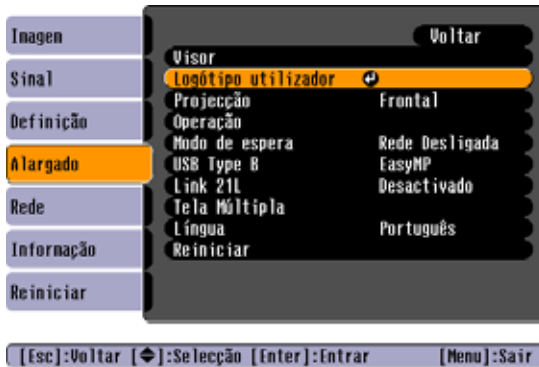 Imagem
Sinal
Definição
Alargado
Rede
Informação
Reiniciar
Voltar
Visor
Logótipo utilizador
Projecção Frontal
Operação
Modo de espera Rede Desligada
USB Type B EasyMP
Link 21L Desactivado
Tela Múltipla
Língua Português
Reiniciar
[Esc]:Voltar [◆]:Selecção [Enter]:Entrar [Menu]:Sair